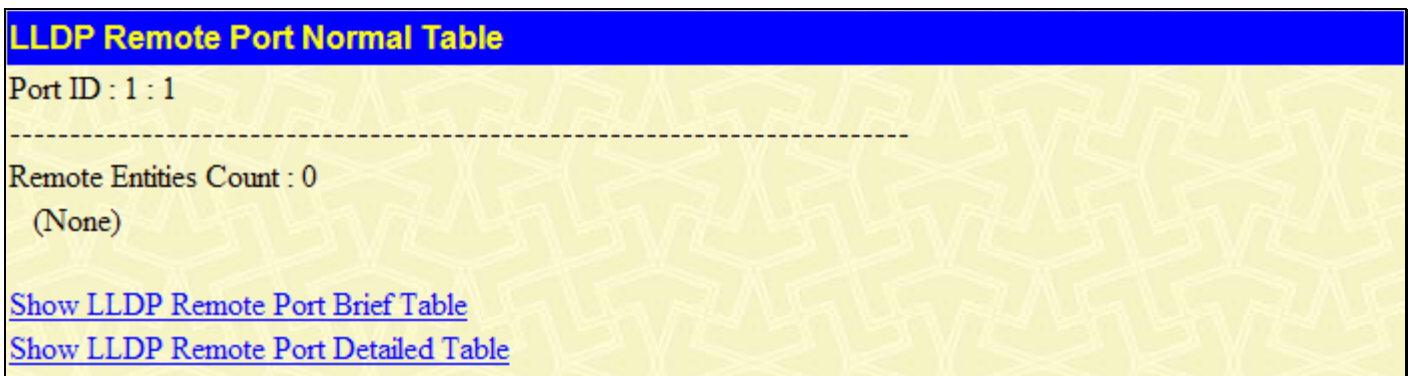 LLDP Remote Port Normal Table
Port ID : 1 : 1
---------------------------------------------------------------------------
Remote Entities Count : 0
(None)
Show LLDP Remote Port Brief Table
Show LLDP Remote Port Detailed Table